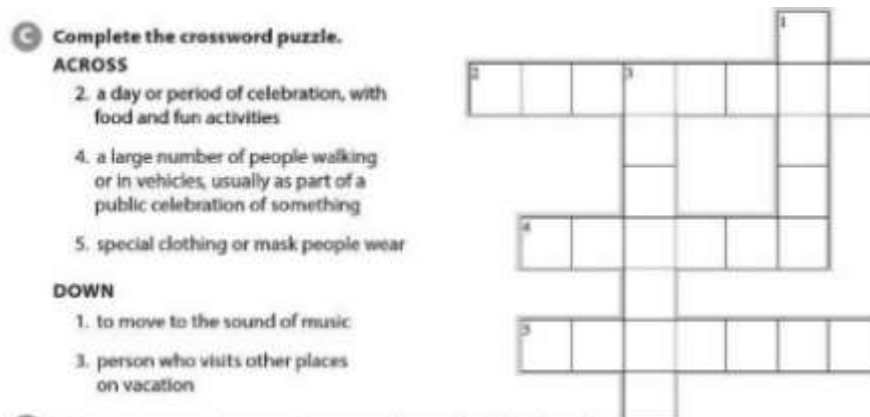 C Complete the crossword puzzle.
ACROSS
2. a day or period of celebration, with
food and fun activities
4. a large number of people walking
or in vehicles, usually as part of a
public celebration of something
5. special clothing or mask people wear
DOWN
1. to move to the sound of music
3. person who visits other places
on vacation
1
2
3
4
5